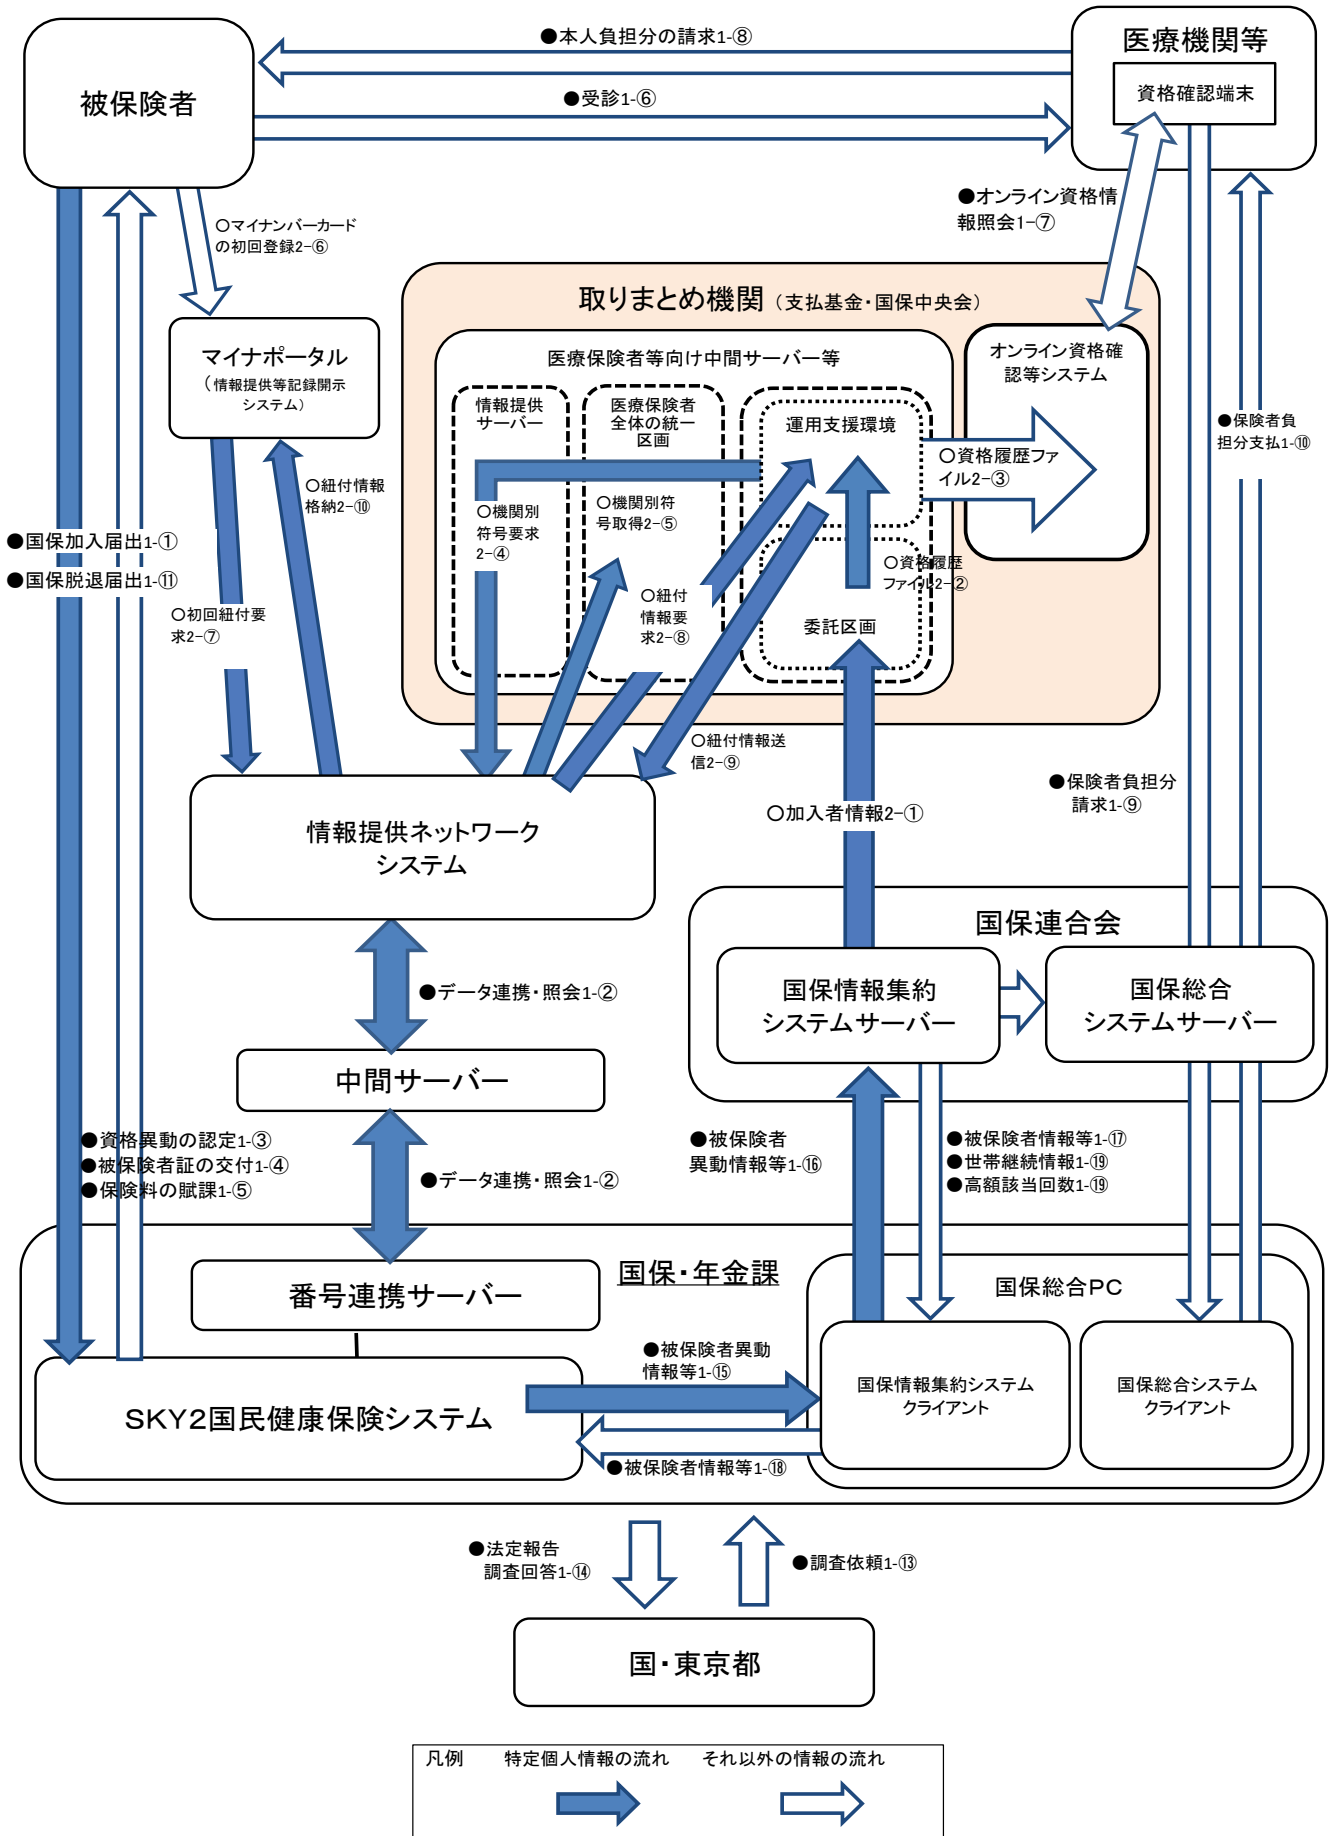 ●本人負担分の請求1-⑧
医療機関等
資格確認端末
被保険者
●受診1-⑥
●オンライン資格情
報照会1-⑦
○マイナンバーカード
の初回登録2-⑥
取りまとめ機関（支払基金・国保中央会）
医療保険者等向け中間サーバー等
オンライン資格確
認等システム
マイナポータル
（情報提供等記録開示
システム）
情報提供
サーバー
医療保険者
全体の統一
区画
運用支援環境
●保険者負
担分支払1-⑩
○資格履歴ファ
イル2-③
○紐付情報
格納2-⑩
○機関別
符号要求
2-④
○機関別符
号取得2-⑤
●国保加入届出1-①
●国保脱退届出1-⑪
○資格履歴
ファイル2-②
○紐付
情報要
求2-⑧
○初回紐付要
求2-⑦
委託区画
○紐付情報送
信2-⑨
●保険者負担分
請求1-⑨
○加入者情報2-①
情報提供ネットワーク
システム
国保連合会
国保情報集約
システムサーバー
国保総合
システムサーバー
●データ連携・照会1-②
中間サーバー
●資格異動の認定1-③
●被保険者証の交付1-④
●保険料の賦課1-⑤
●データ連携・照会1-②
●被保険者
異動情報等1-⑯
●被保険者情報等1-⑰
●世帯継続情報1-⑲
●高額該当回数1-⑲
国保・年金課
番号連携サーバー
国保総合PC
●被保険者異動
情報等1-⑮
国保情報集約システム
クライアント
国保総合システム
クライアント
SKY2国民健康保険システム
●被保険者情報等1-⑱
●法定報告
調査回答1-⑭
●調査依頼1-⑬
国・東京都
凡例　特定個人情報の流れ　それ以外の情報の流れ